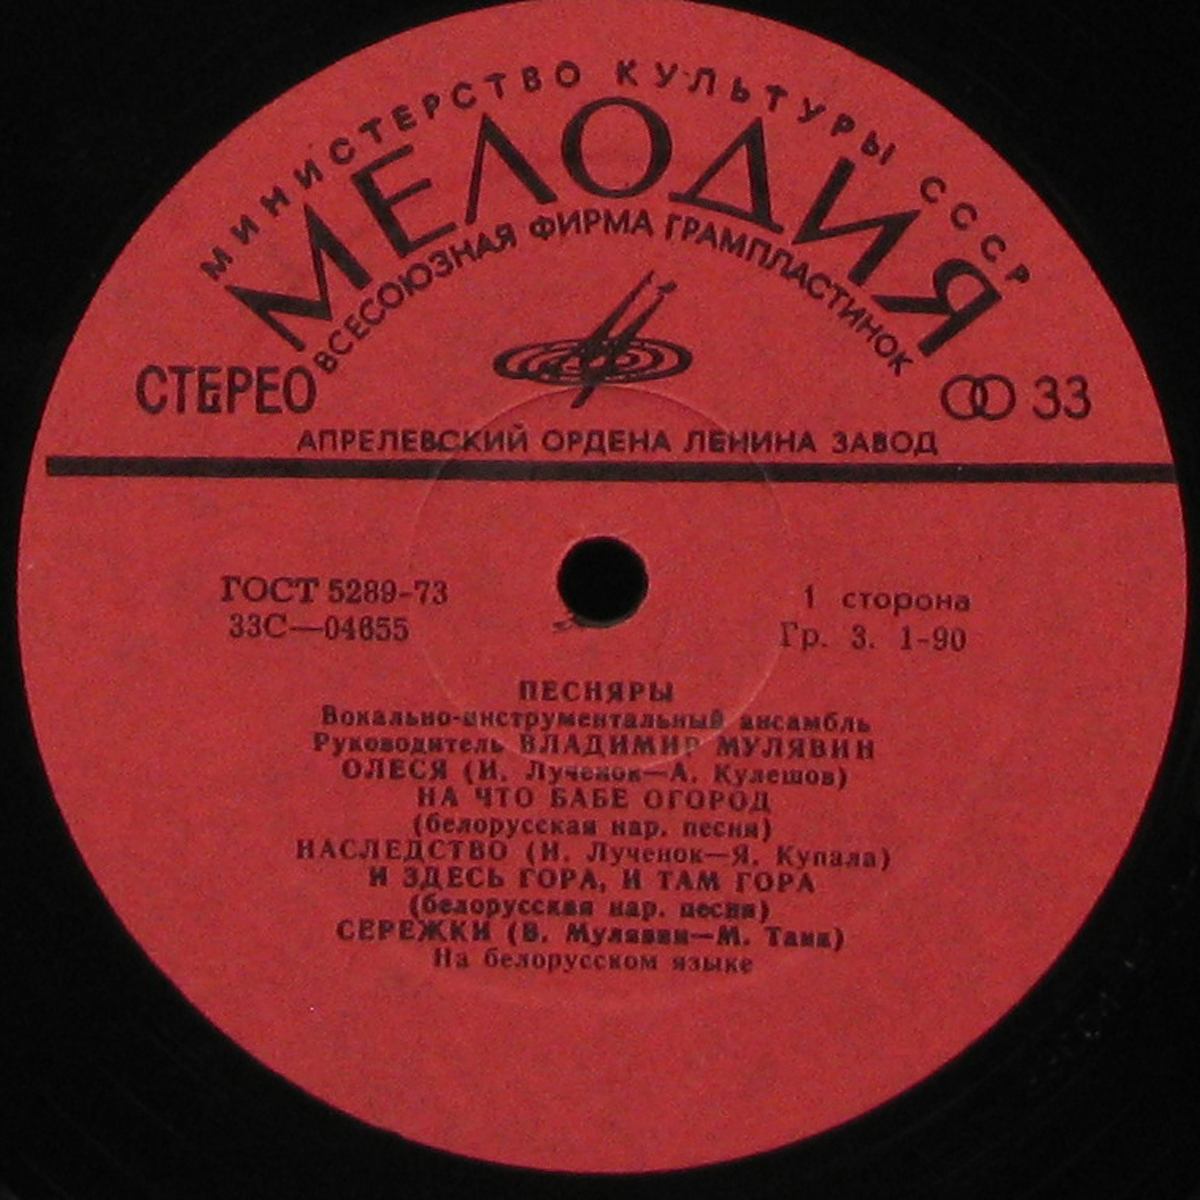 МИНИСТЕРСТВО КУЛЬТУРЫ СССР
МЕЛОДИЯ
ВСЕСОЮЗНАЯ ФИРМА ГРАМПЛАСТИНОК
СТЕРЕО
33
АПРЕЛЕВСКИЙ ОРДЕНА ЛЕНИНА ЗАВОД
ГОСТ 5289-73
33С—04655
1 сторона
Гр. 3. 1-90
ПЕСНЯРЫ
Вокально-инструментальный ансамбль
Руководитель ВЛАДИМИР МУЛЯВИН
ОЛЕСЯ (И. Лученок—А. Кулешов)
НА ЧТО БАБЕ ОГОРОД
(белорусская нар. песня)
НАСЛЕДСТВО (И. Лученок—Я. Купала)
И ЗДЕСЬ ГОРА, И ТАМ ГОРА
(белорусская нар. песня)
СЕРЕЖКИ (В. Мулявин—М. Танк)
На белорусском языке